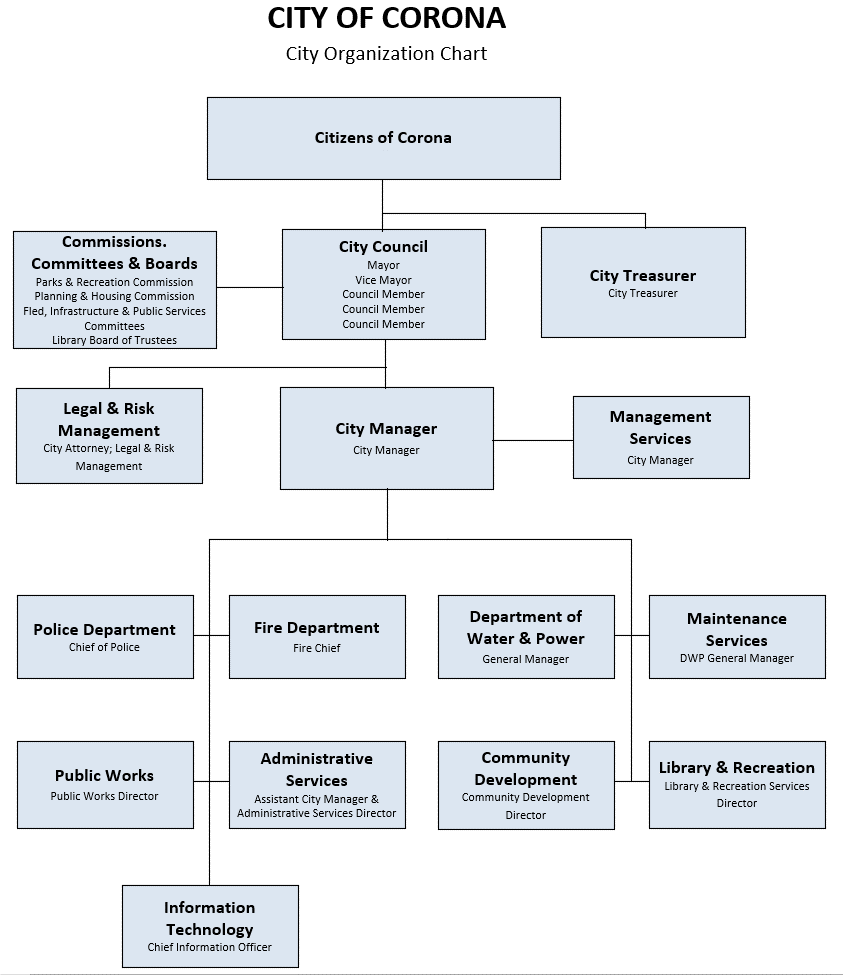 CITY OF CORONA
City Organization Chart
Citizens of Corona
Commissions.
Committees & Boards
Parks & Recreation Commission
Planning & Housing Commission
Fled, Infrastructure & Public Services
Committees
Library Board of Trustees
City Council
Mayor
Vice Mayor
Council Member
Council Member
Council Member
City Treasurer
City Treasurer
Legal & Risk
Management
City Attorney; Legal & Risk
Management
City Manager
City Manager
Management
Services
City Manager
Police Department
Chief of Police
Fire Department
Fire Chief
Department of
Water & Power
General Manager
Maintenance
Services
DWP General Manager
Public Works
Public Works Director
Administrative
Services
Assistant City Manager &
Administrative Services Director
Community
Development
Community Development
Director
Library & Recreation
Library & Recreation Services
Director
Information
Technology
Chief Information Officer